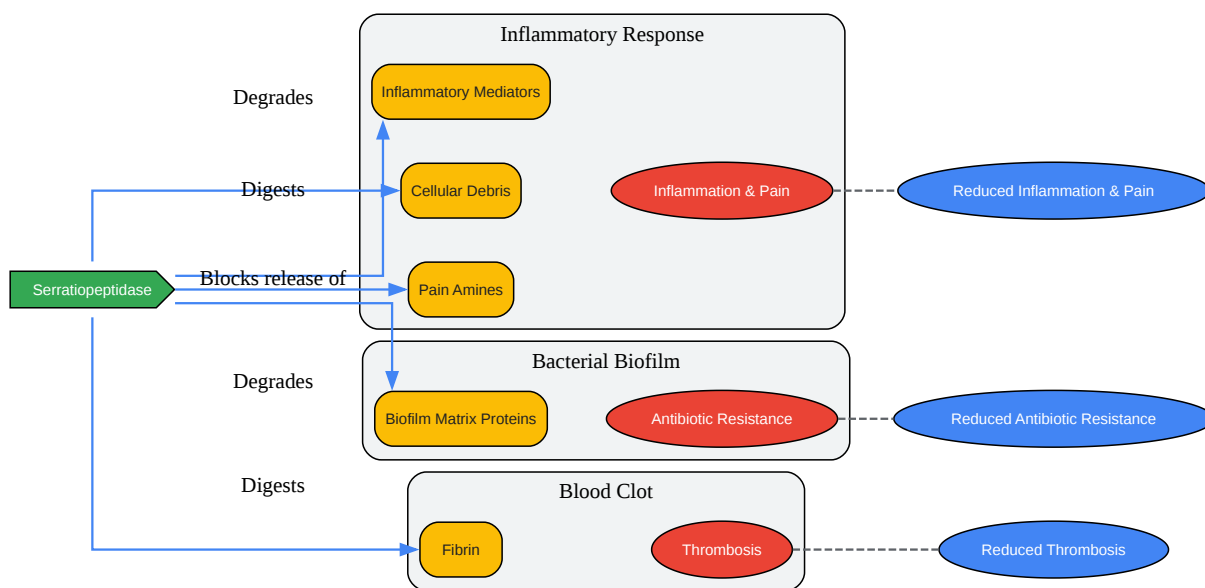 Inflammatory Response
Degrades
Inflammatory Mediators
Digests
Cellular Debris
Inflammation & Pain
Reduced Inflammation & Pain
Serratiopeptidase
Blocks release of
Pain Amines
Bacterial Biofilm
Degrades
Biofilm Matrix Proteins
Antibiotic Resistance
Reduced Antibiotic Resistance
Digests
Blood Clot
Fibrin
Thrombosis
Reduced Thrombosis